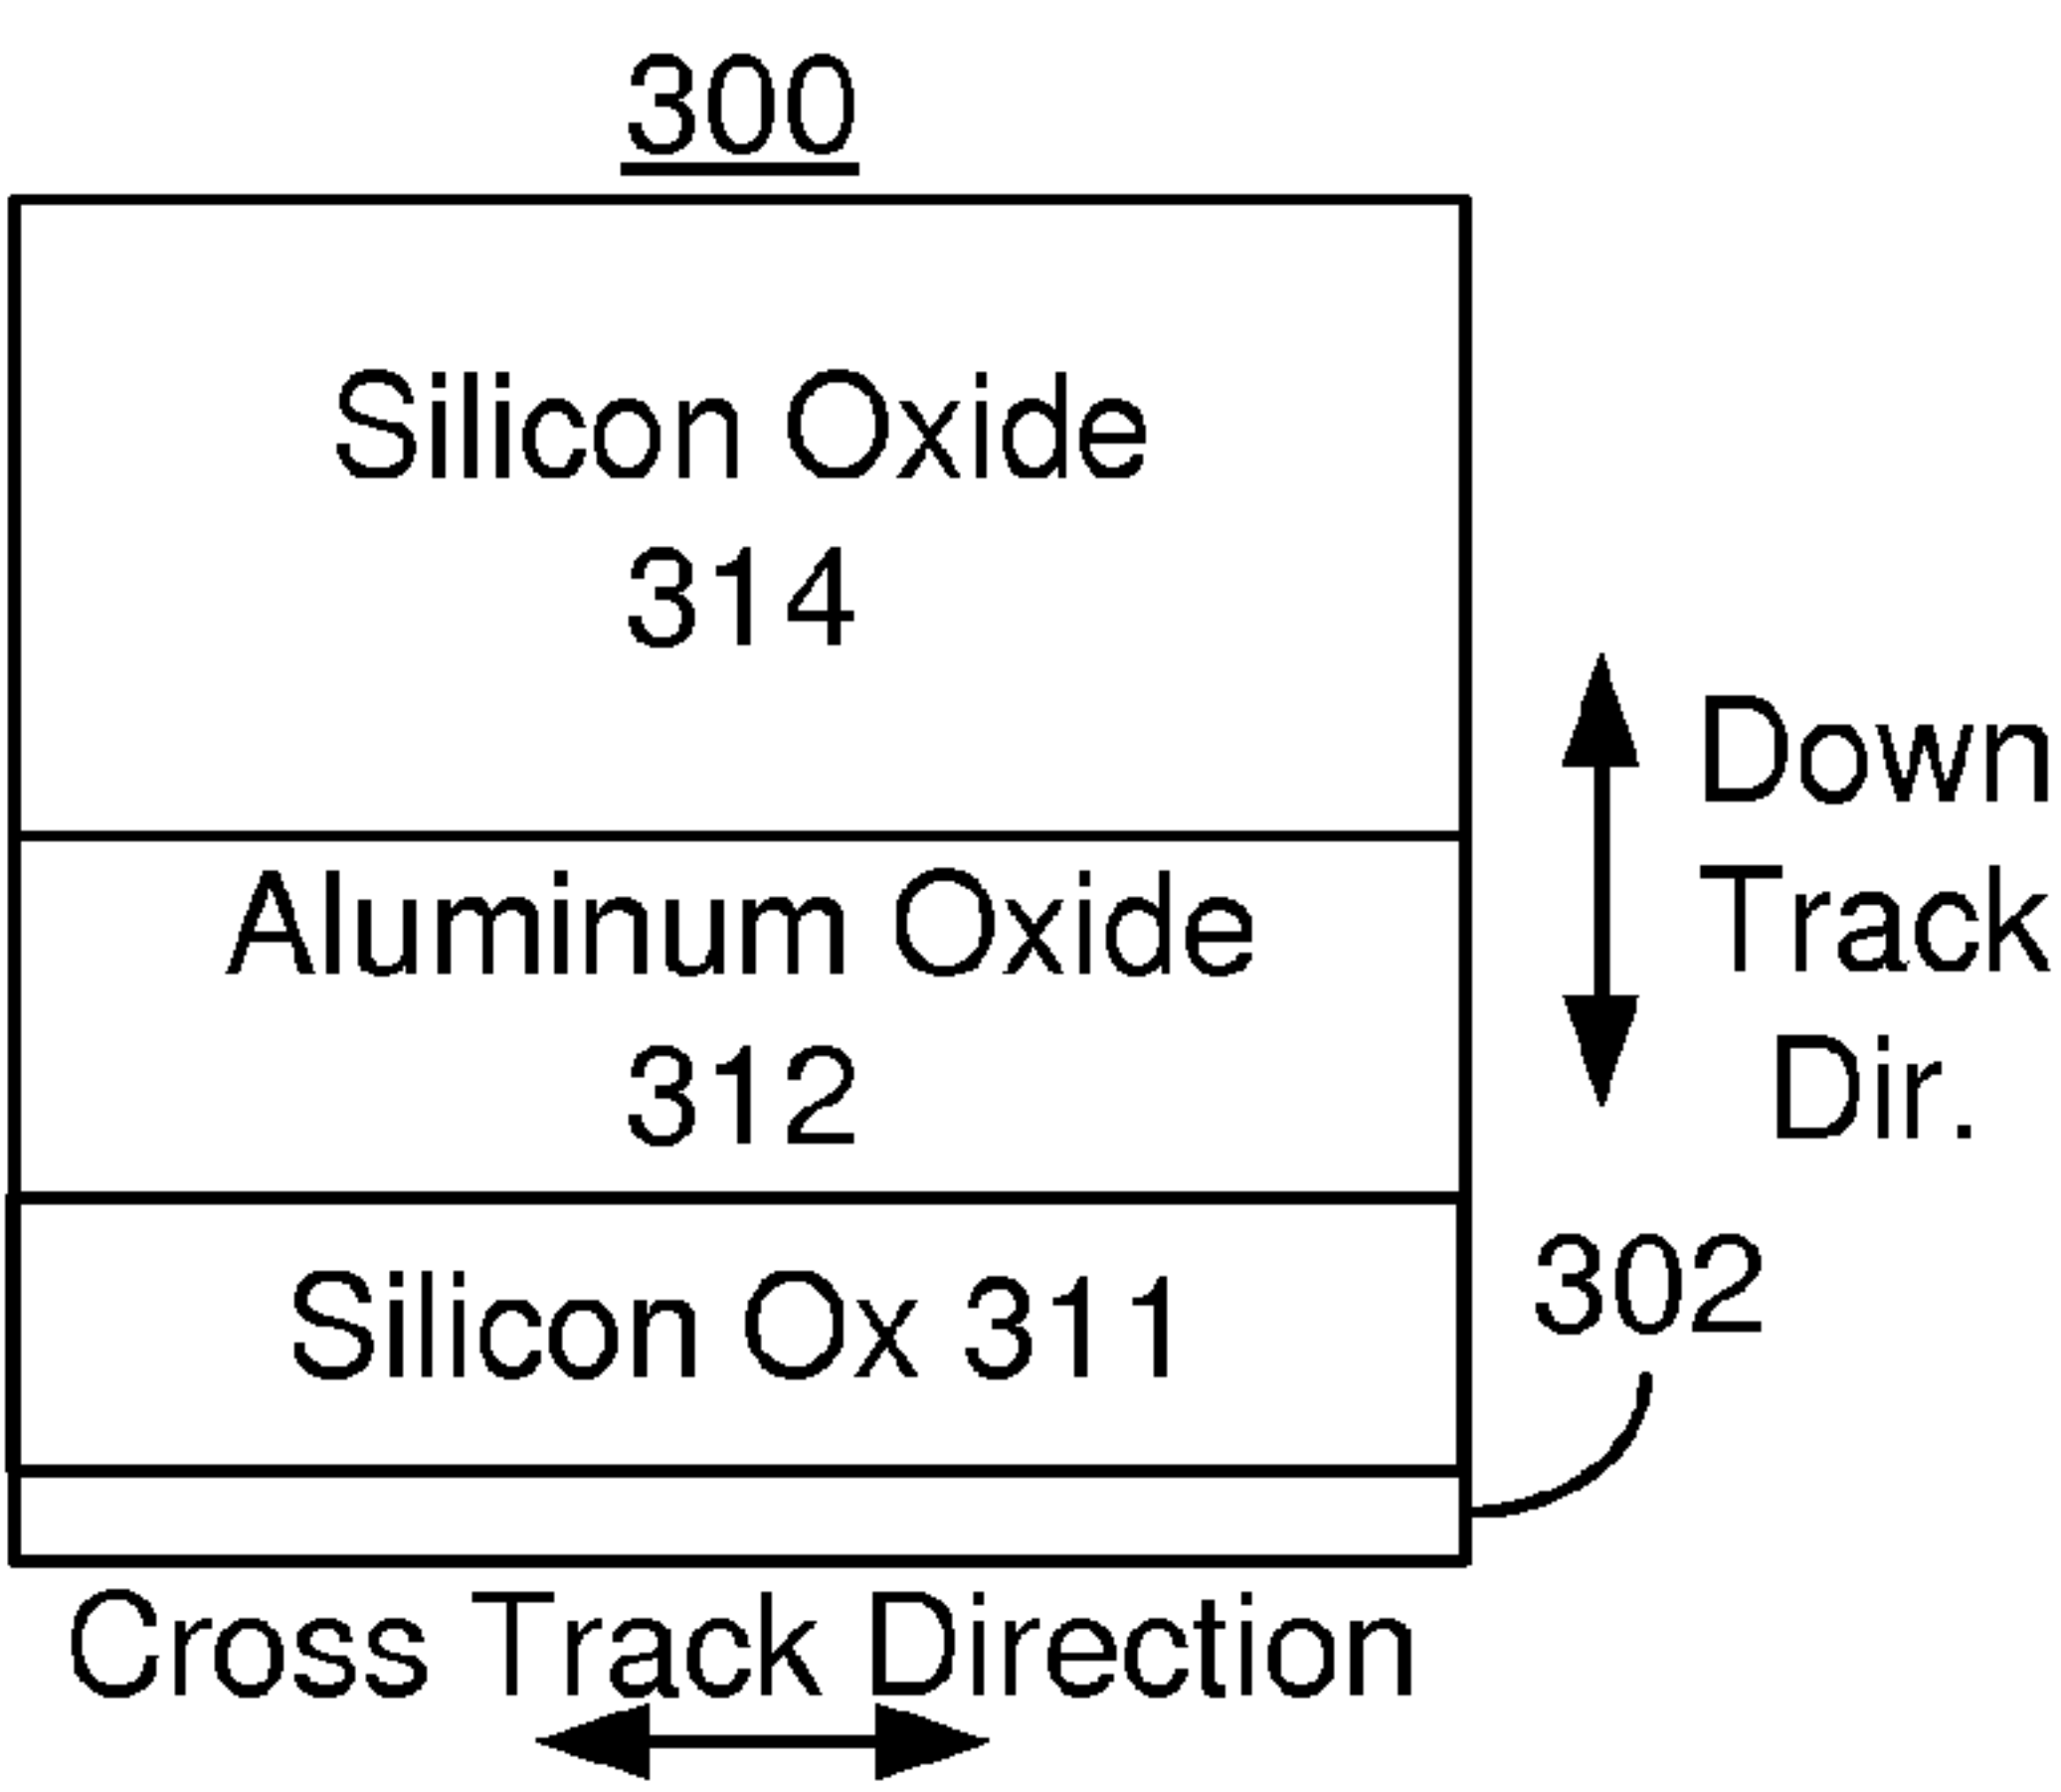 300
Silicon Oxide
314
Down
Track
Dir.
Aluminum Oxide
312
Silicon Ox 311
302
Cross Track Direction